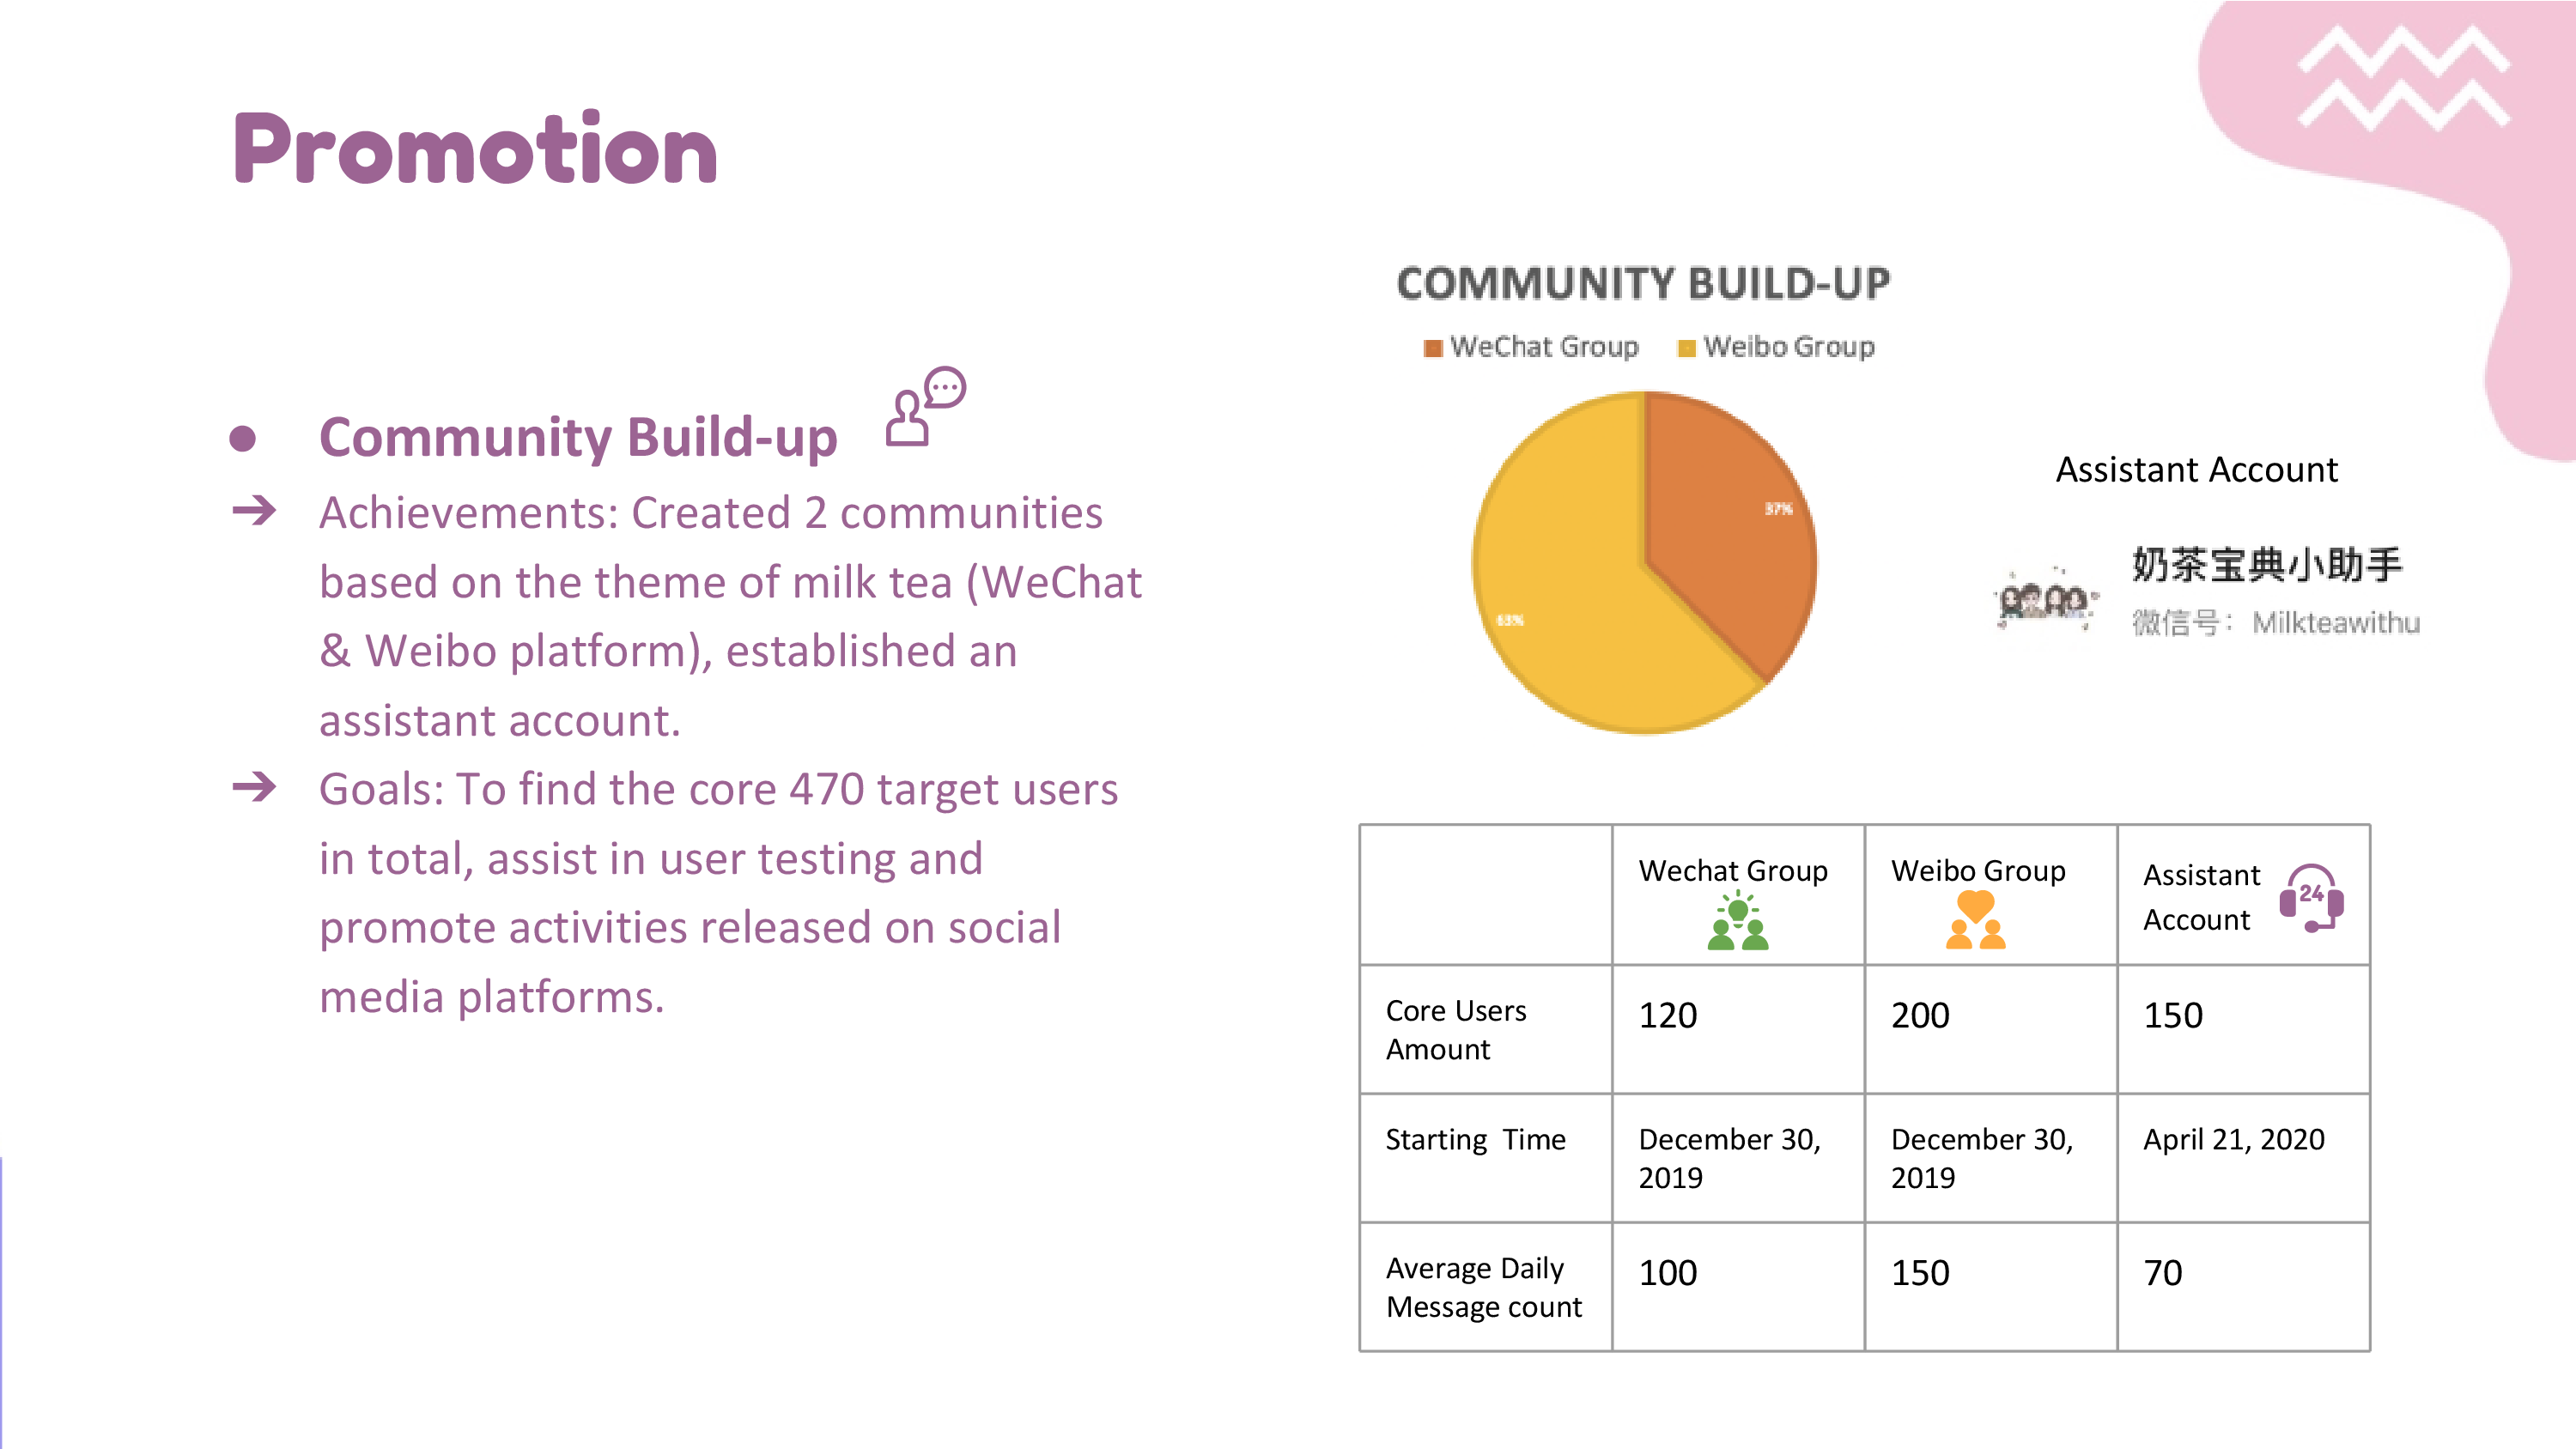 Promotion
● Community Build-up
➔ Achievements: Created 2 communities
based on the theme of milk tea (WeChat
& Weibo platform), established an
assistant account.
➔ Goals: To find the core 470 target users
in total, assist in user testing and
promote activities released on social
media platforms.
COMMUNITY BUILD-UP
WeChat Group Weibo Group
37%
63%
Assistant Account
奶茶宝典小助手
微信号: Milkteawithu
Wechat Group
Weibo Group
Assistant
Account
24
Core Users
Amount
120
200
150
Starting Time
December 30,
2019
December 30,
2019
April 21, 2020
Average Daily
Message count
100
150
70